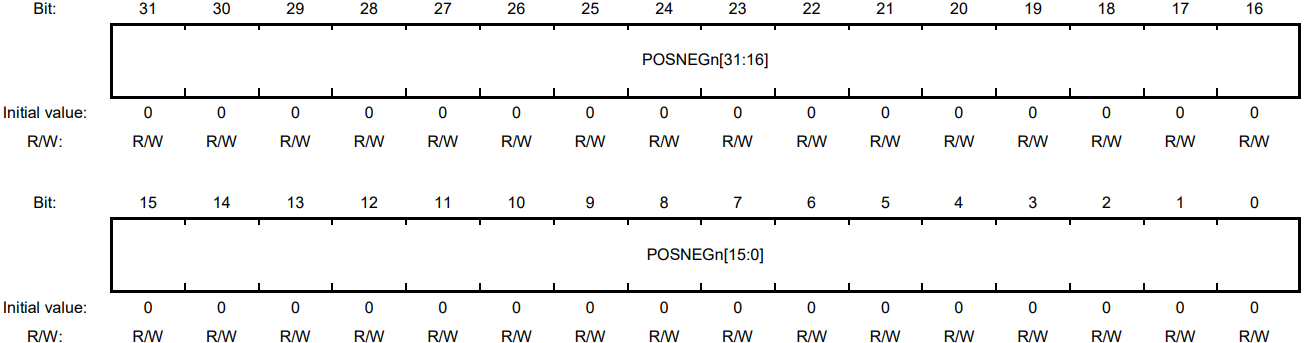 Bit: 31 30 29 28 27 26 25 24 23 22 21 20 19 18 17 16
POSNEGn[31:16]
Initial value: 0 0 0 0 0 0 0 0 0 0 0 0 0 0 0 0
R/W: R/W R/W R/W R/W R/W R/W R/W R/W R/W R/W R/W R/W R/W R/W R/W R/W
Bit: 15 14 13 12 11 10 9 8 7 6 5 4 3 2 1 0
POSNEGn[15:0]
Initial value: 0 0 0 0 0 0 0 0 0 0 0 0 0 0 0 0
R/W: R/W R/W R/W R/W R/W R/W R/W R/W R/W R/W R/W R/W R/W R/W R/W R/W